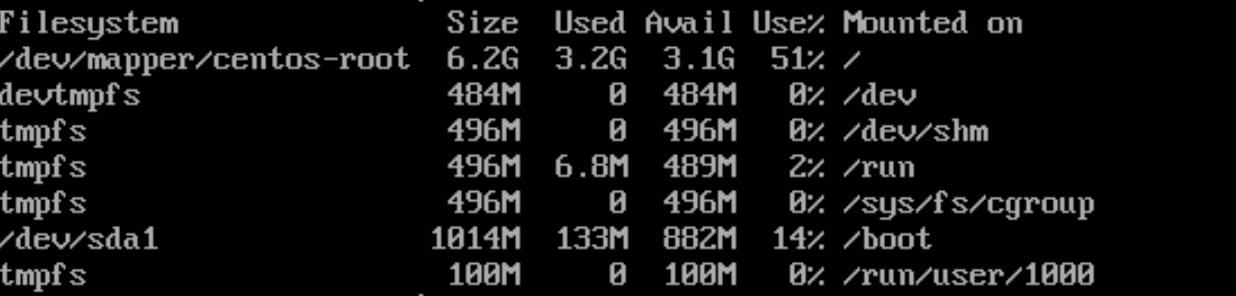 Filesystem Size Used Avail Use% Mounted on
/dev/mapper/centos-root 6.2G 3.2G 3.1G 51% /
devtmpfs 484M 0 484M 0% /dev
tmpfs 496M 0 496M 0% /dev/shm
tmpfs 496M 6.8M 489M 2% /run
tmpfs 496M 0 496M 0% /sys/fs/cgroup
/dev/sda1 1014M 133M 882M 14% /boot
tmpfs 100M 0 100M 0% /run/user/1000